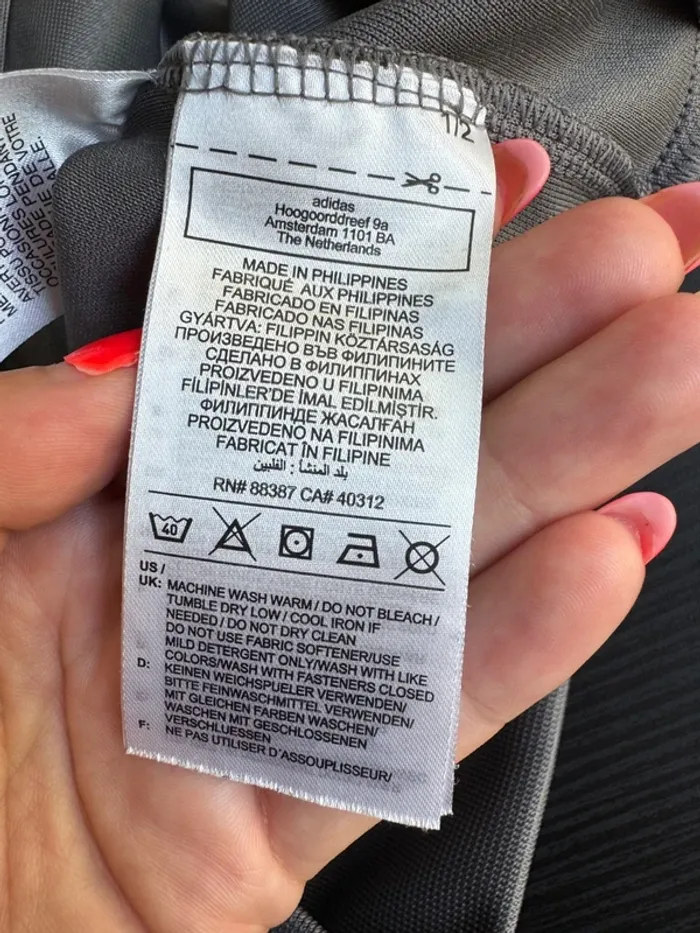 1/2
adidas
Hoogoorddreef 9a
Amsterdam 1101 BA
The Netherlands
MADE IN PHILIPPINES
FABRIQUÉ AUX PHILIPPINES
FABRICADO EN FILIPINAS
FABRICADO NAS FILIPINAS
GYÁRTVA: FILIPPIN KÖZTÁRSASÁG
ПРОИЗВЕДЕНО ВЪВ ФИЛИПИНИТЕ
СДЕЛАНО В ФИЛИППИНАХ
PROIZVEDENO U FILIPINIMA
FİLİPİNLER'DE İMAL EDİLMİŞTİR.
ФИЛИППИНДЕ ЖАСАЛҒАН
PROIZVEDENO NA FILIPINIMA
FABRICAT ÎN FILIPINE
بلد المنشأ : الفلبين
RN# 88387 CA# 40312
40
US /
UK: MACHINE WASH WARM / DO NOT BLEACH /
TUMBLE DRY LOW / COOL IRON IF
NEEDED / DO NOT DRY CLEAN
DO NOT USE FABRIC SOFTENER/USE
MILD DETERGENT ONLY/WASH WITH LIKE
COLORS/WASH WITH FASTENERS CLOSED
D: KEINEN WEICHSPUELER VERWENDEN/
BITTE FEINWASCHMITTEL VERWENDEN/
MIT GLEICHEN FARBEN WASCHEN/
WASCHEN MIT GESCHLOSSENEN
VERSCHLUESSEN
F: NE PAS UTILISER D'ASSOUPLISSEUR/
OCCASION
DE VOTRE
TAILLE.